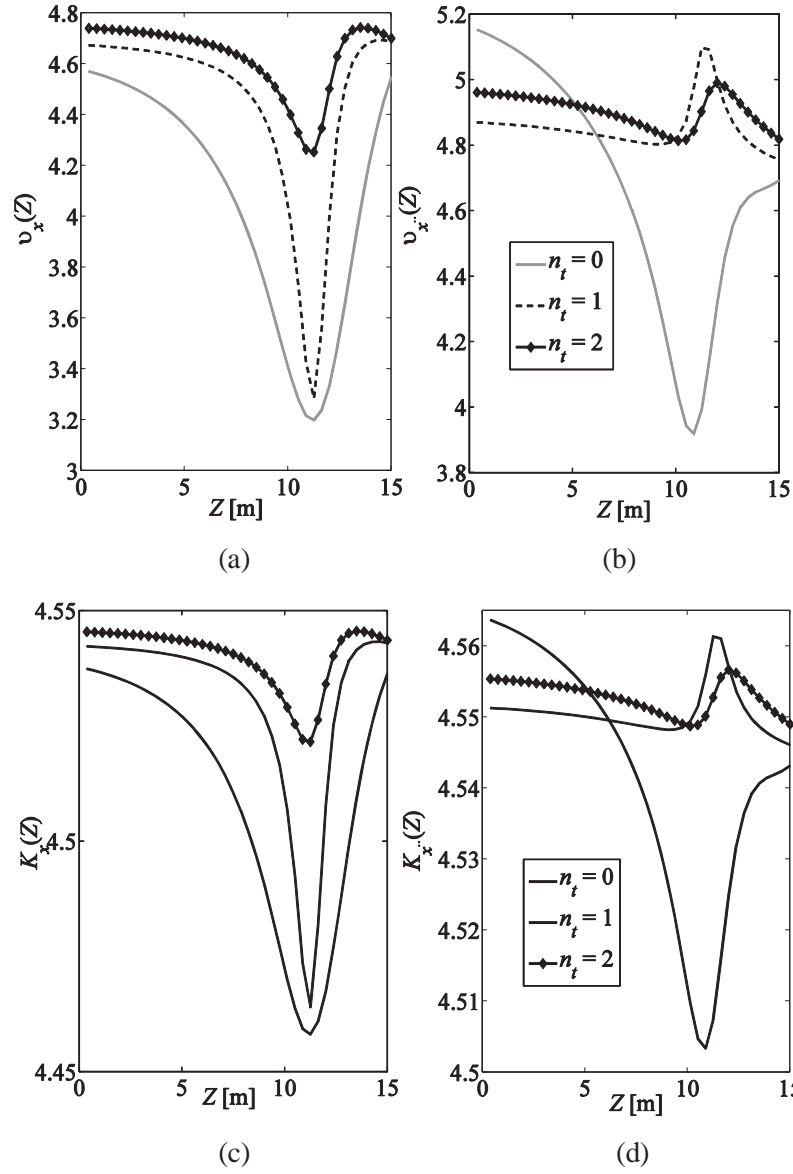 4.8
4.6
4.4
4.2
4
3.8
3.6
3.4
3.2
3
0 5 10 15
υx(Z)
Z [m]
(a)
5.2
5
4.8
4.6
4.4
4.2
4
3.8
0 5 10 15
υx..(Z)
Z [m]
nt = 0
nt = 1
nt = 2
(b)
4.55
4.5
4.45
0 5 10 15
Kx(Z)
Z [m]
(c)
4.56
4.55
4.54
4.53
4.52
4.51
4.5
0 5 10 15
Kx..(Z)
Z [m]
nt = 0
nt = 1
nt = 2
(d)